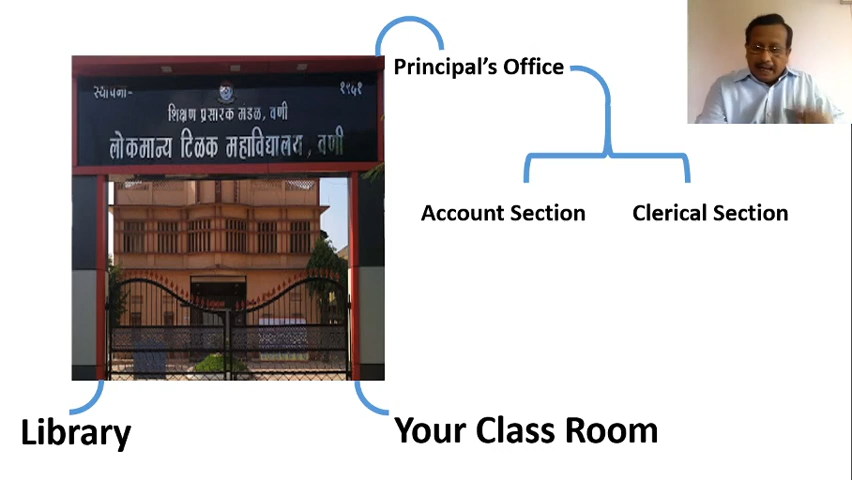 स्थापना- १९६१
शिक्षण प्रसारक मंडळ, वणी
लोकमान्य टिळक महाविद्यालय, वणी
Principal's Office
Account Section
Clerical Section
Library
Your Class Room